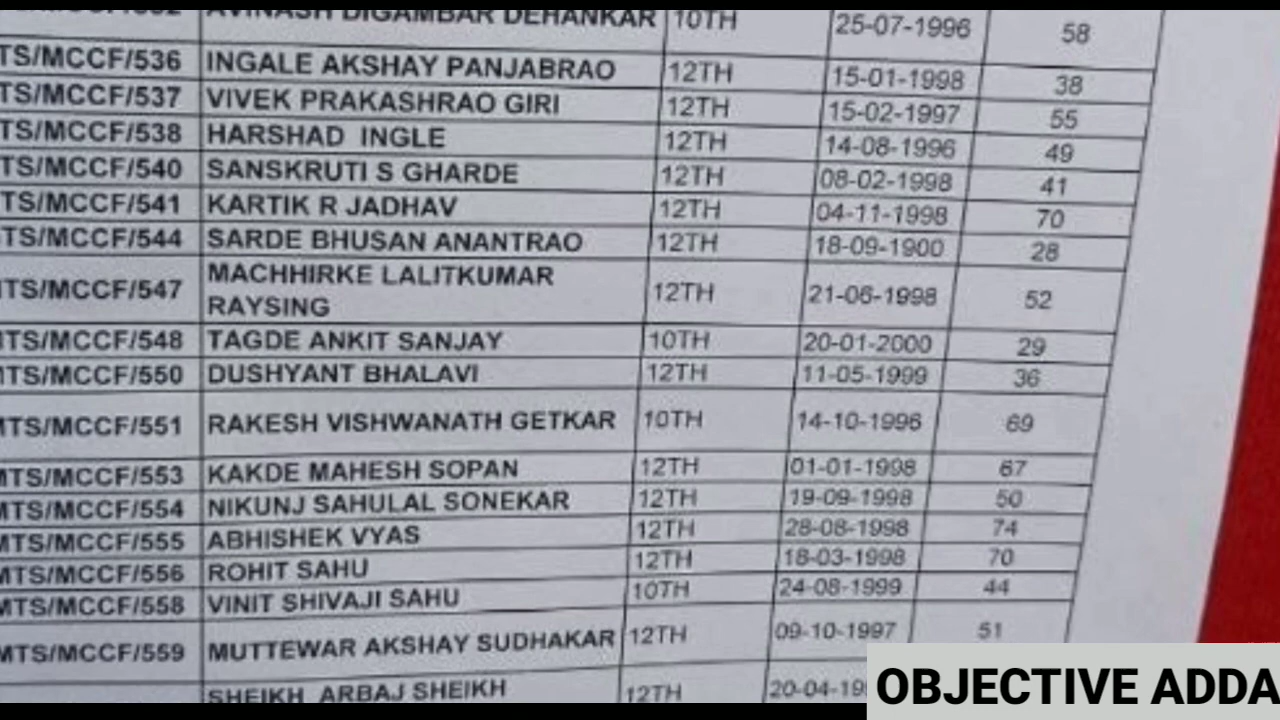 AVINASH DIGAMBAR DEHANKAR 10TH 25-07-1996 58
TS/MCCF/536 INGALE AKSHAY PANJABRAO 12TH 15-01-1998 38
TS/MCCF/537 VIVEK PRAKASHRAO GIRI 12TH 15-02-1997 55
TS/MCCF/538 HARSHAD INGLE 12TH 14-08-1996 49
TS/MCCF/540 SANSKRUTI S GHARDE 12TH 08-02-1998 41
TS/MCCF/541 KARTIK R JADHAV 12TH 04-11-1998 70
TS/MCCF/544 SARDE BHUSAN ANANTRAO 12TH 18-09-1900 28
MTS/MCCF/547 MACHHIRKE LALITKUMAR
RAYSING 12TH 21-06-1998 52
MTS/MCCF/548 TAGDE ANKIT SANJAY 10TH 20-01-2000 29
MTS/MCCF/550 DUSHYANT BHALAVI 12TH 11-05-1999 36
MTS/MCCF/551 RAKESH VISHWANATH GETKAR 10TH 14-10-1996 69
MTS/MCCF/553 KAKDE MAHESH SOPAN 12TH 01-01-1998 67
MTS/MCCF/554 NIKUNJ SAHULAL SONEKAR 12TH 19-09-1998 50
MTS/MCCF/555 ABHISHEK VYAS 12TH 28-08-1998 74
MTS/MCCF/556 ROHIT SAHU 12TH 18-03-1998 70
MTS/MCCF/558 VINIT SHIVAJI SAHU 10TH 24-08-1999 44
MTS/MCCF/559 MUTTEWAR AKSHAY SUDHAKAR 12TH 09-10-1997 51
SHEIKH ARBAJ SHEIKH 12TH 20-04-19
OBJECTIVE ADDA